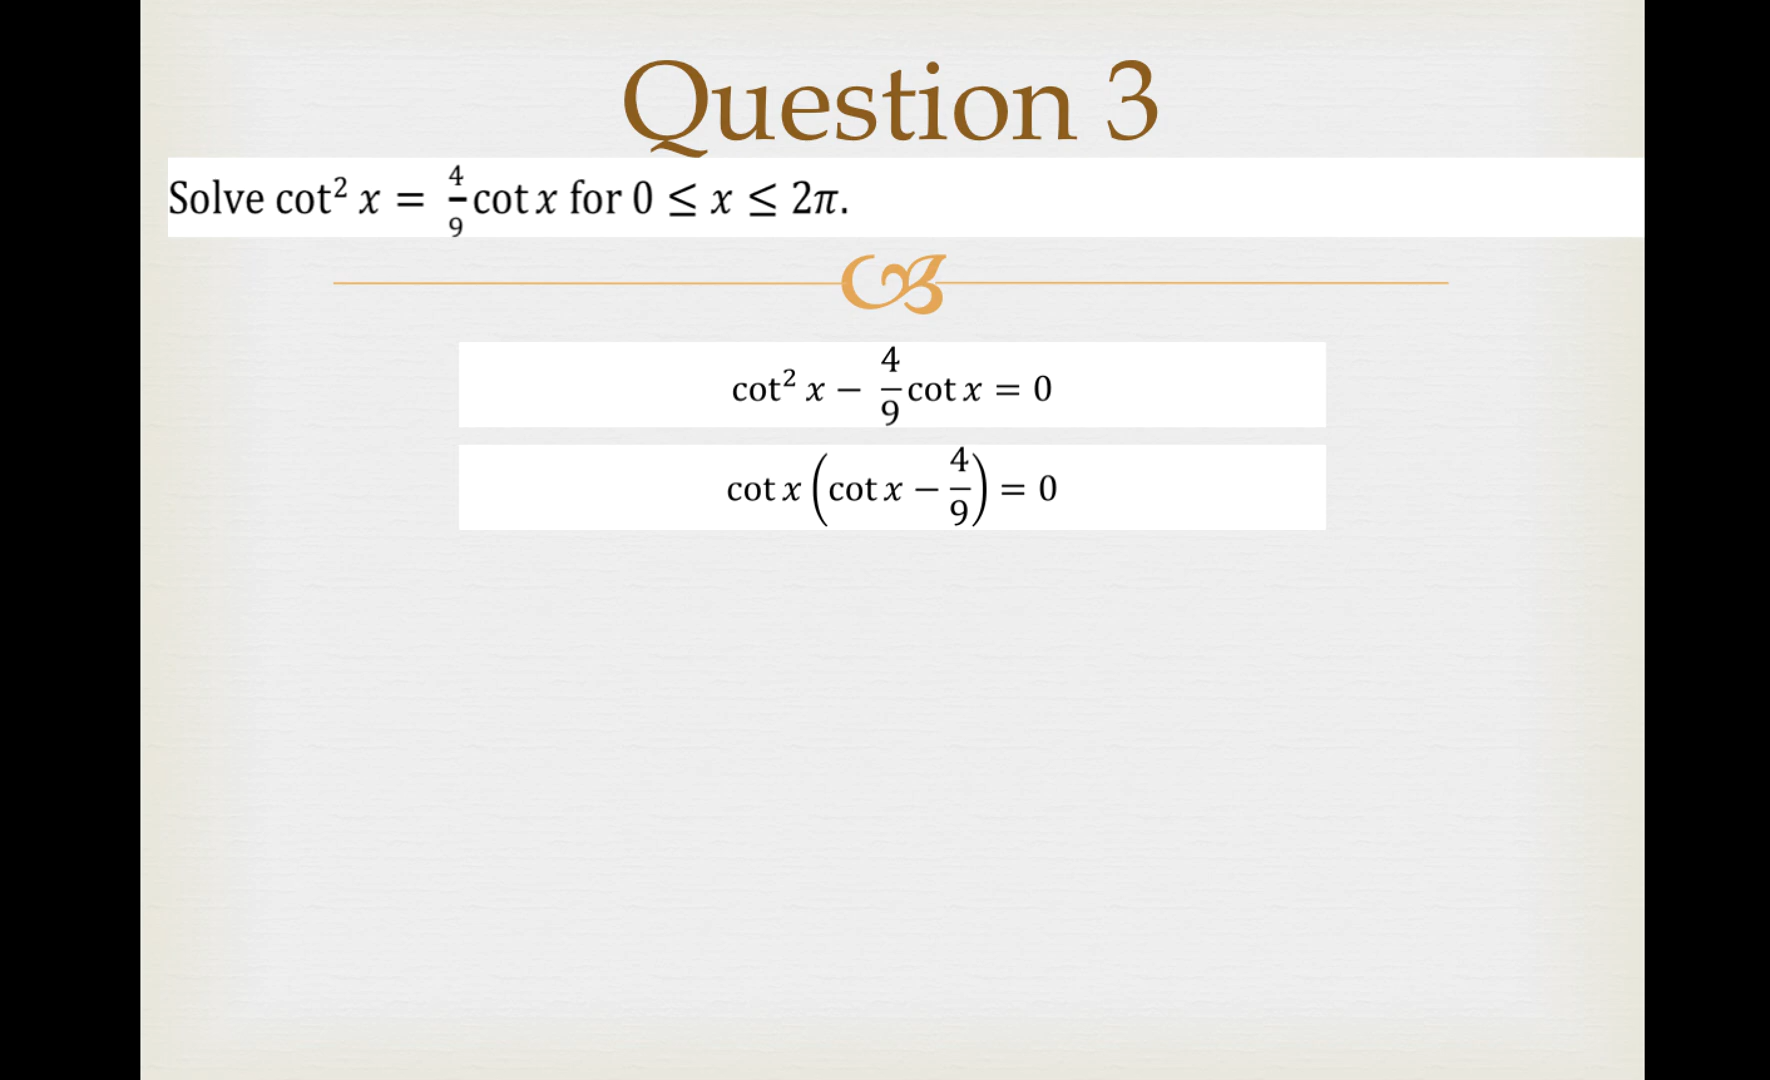 Question 3
Solve cot² x = 4/9 cot x for 0 ≤ x ≤ 2π.
cot² x − 4/9 cot x = 0
cot x (cot x − 4/9) = 0